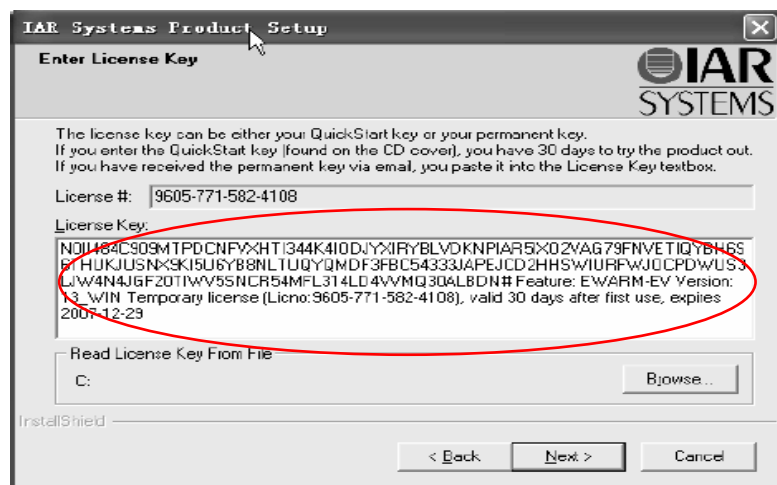 IAR Systems Product Setup
Enter License Key
IAR
SYSTEMS
The license key can be either your QuickStart key or your permanent key.
If you enter the QuickStart key (found on the CD cover), you have 30 days to try the product out.
If you have received the permanent key via email, you paste it into the License Key textbox.
License #: 9605-771-582-4108
License Key:
Feature: EWARM-EV Version:
Temporary license (Licno:9605-771-582-4108), valid 30 days after first use, expires
2007-12-29
Read License Key From File
C:
Browse...
InstallShield
< Back Next > Cancel